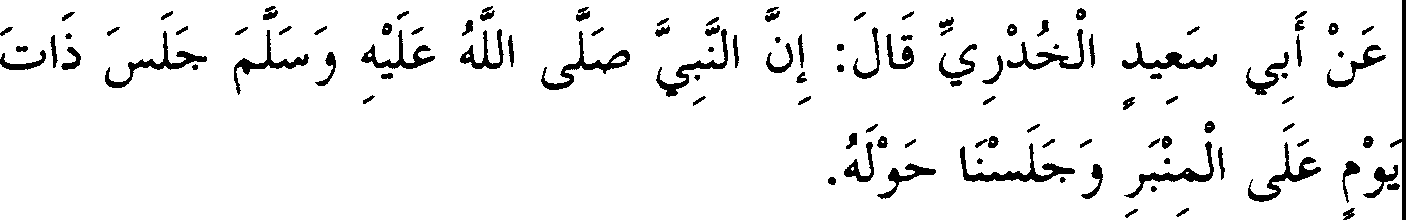 عَنْ أَبِي سَعِيدٍ الْخُدْرِيِّ قَالَ: إِنَّ النَّبِيَّ صَلَّى اللَّهُ عَلَيْهِ وَسَلَّمَ جَلَسَ ذَاتَ
يَوْمٍ عَلَى الْمِنْبَرِ وَجَلَسْنَا حَوْلَهُ.